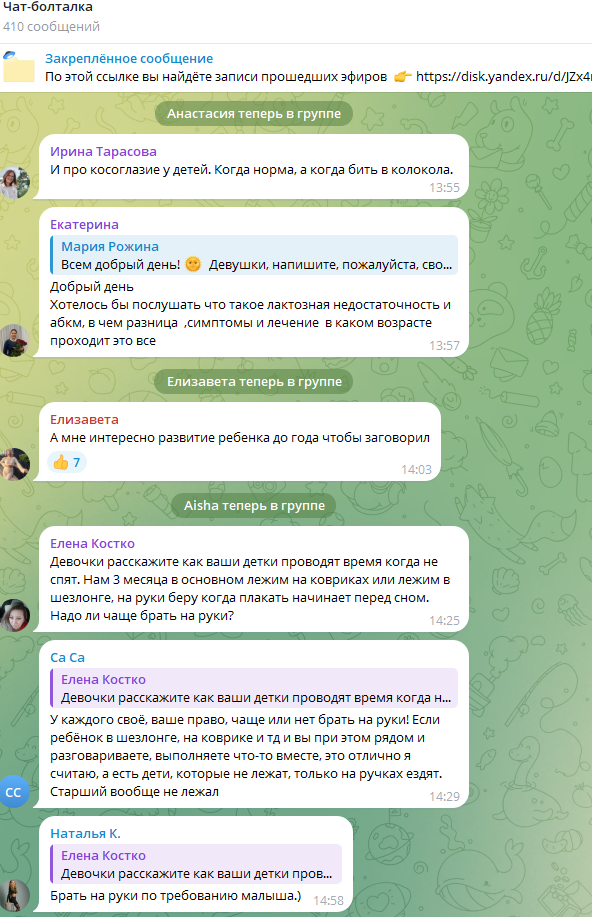 Чат-болталка
410 сообщений
Закреплённое сообщение
По этой ссылке вы найдёте записи прошедших эфиров 👉 https://disk.yandex.ru/d/JZx4
Анастасия теперь в группе
Ирина Тарасова
И про косоглазие у детей. Когда норма, а когда бить в колокола.
13:55
Екатерина
Мария Рожина
Всем добрый день! 🌞 Девушки, напишите, пожалуйста, сво...
Добрый день
Хотелось бы послушать что такое лактозная недостаточность и
абкм, в чем разница ,симптомы и лечение в каком возрасте
проходит это все
13:57
Елизавета теперь в группе
Елизавета
А мне интересно развитие ребенка до года чтобы заговорил
👍 7
14:03
Aisha теперь в группе
Елена Костко
Девочки расскажите как ваши детки проводят время когда не
спят. Нам 3 месяца в основном лежим на ковриках или лежим в
шезлонге, на руки беру когда плакать начинает перед сном.
Надо ли чаще брать на руки?
14:25
Са Са
Елена Костко
Девочки расскажите как ваши детки проводят время когда н...
У каждого своё, ваше право, чаще или нет брать на руки! Если
ребёнок в шезлонге, на коврике и тд и вы при этом рядом и
разговариваете, выполняете что-то вместе, это отлично я
считаю, а есть дети, которые не лежат, только на ручках ездят.
Старший вообще не лежал
14:29
СС
Наталья К.
Елена Костко
Девочки расскажите как ваши детки пров...
Брать на руки по требованию малыша.)
14:58